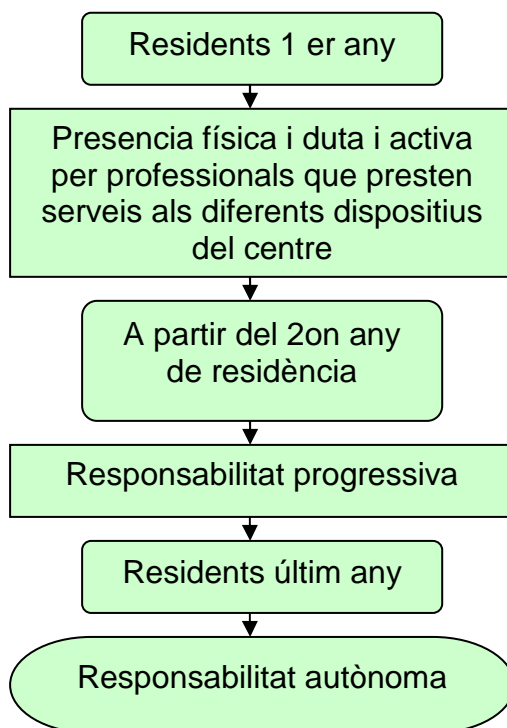 Residents 1 er any
Presencia física i duta i activa
per professionals que presten
serveis als diferents dispositius
del centre
A partir del 2on any
de residència
Responsabilitat progressiva
Residents últim any
Responsabilitat autònoma